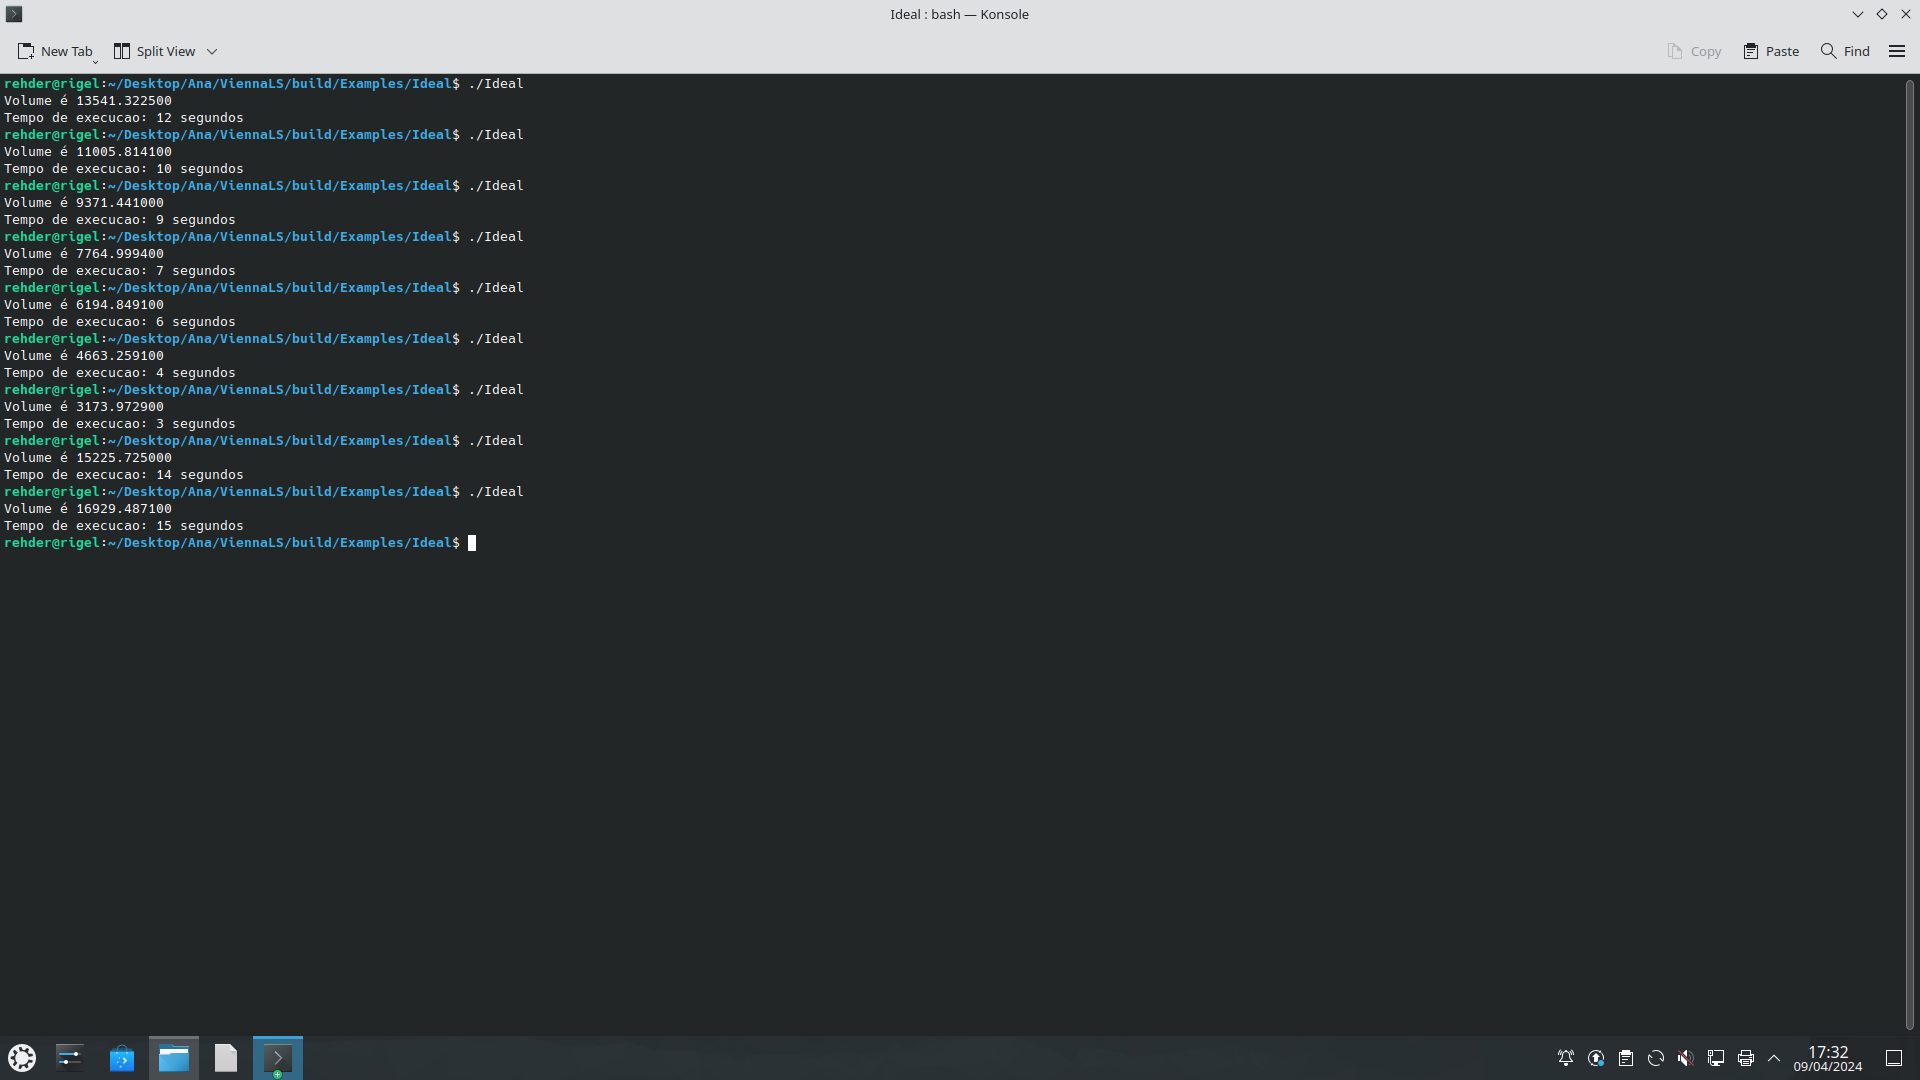 Ideal : bash — Konsole
New Tab Split View Copy Paste Find
rehder@rigel:~/Desktop/Ana/ViennaLS/build/Examples/Ideal$ ./Ideal
Volume é 13541.322500
Tempo de execucao: 12 segundos
rehder@rigel:~/Desktop/Ana/ViennaLS/build/Examples/Ideal$ ./Ideal
Volume é 11005.814100
Tempo de execucao: 10 segundos
rehder@rigel:~/Desktop/Ana/ViennaLS/build/Examples/Ideal$ ./Ideal
Volume é 9371.441000
Tempo de execucao: 9 segundos
rehder@rigel:~/Desktop/Ana/ViennaLS/build/Examples/Ideal$ ./Ideal
Volume é 7764.999400
Tempo de execucao: 7 segundos
rehder@rigel:~/Desktop/Ana/ViennaLS/build/Examples/Ideal$ ./Ideal
Volume é 6194.849100
Tempo de execucao: 6 segundos
rehder@rigel:~/Desktop/Ana/ViennaLS/build/Examples/Ideal$ ./Ideal
Volume é 4663.259100
Tempo de execucao: 4 segundos
rehder@rigel:~/Desktop/Ana/ViennaLS/build/Examples/Ideal$ ./Ideal
Volume é 3173.972900
Tempo de execucao: 3 segundos
rehder@rigel:~/Desktop/Ana/ViennaLS/build/Examples/Ideal$ ./Ideal
Volume é 15225.725000
Tempo de execucao: 14 segundos
rehder@rigel:~/Desktop/Ana/ViennaLS/build/Examples/Ideal$ ./Ideal
Volume é 16929.487100
Tempo de execucao: 15 segundos
rehder@rigel:~/Desktop/Ana/ViennaLS/build/Examples/Ideal$
17:32
09/04/2024